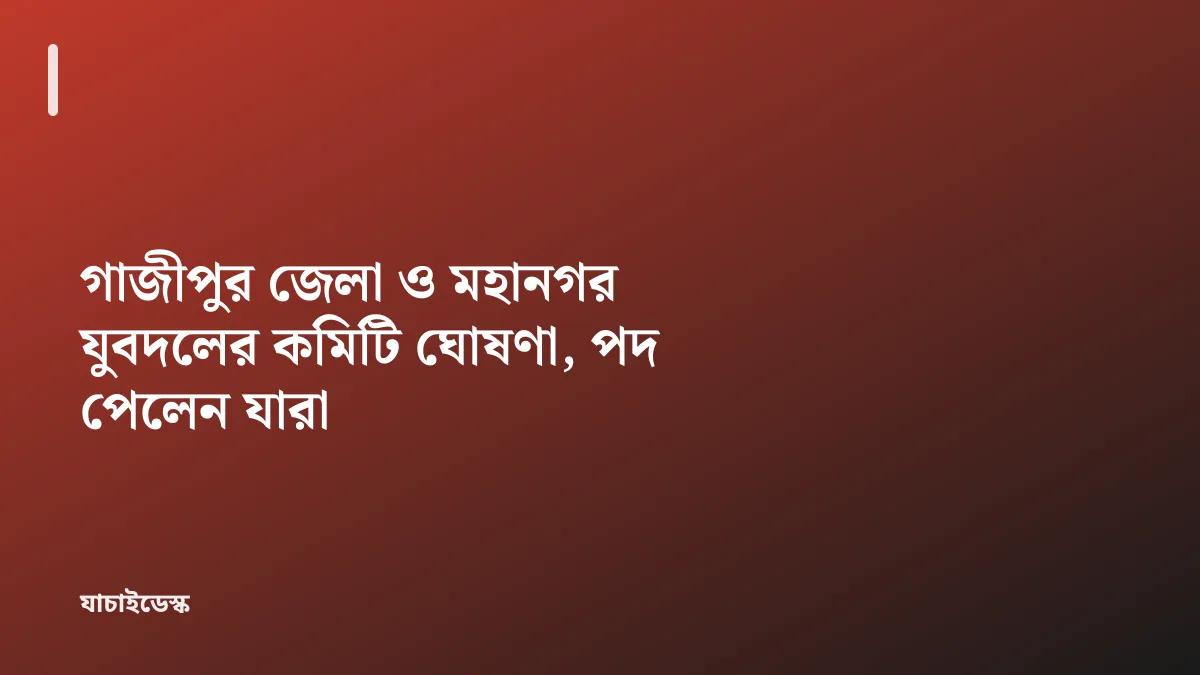 গাজীপুর জেলা ও মহানগর
যুবদলের কমিটি ঘোষণা, পদ
পেলেন যারা
যাচাইডেস্ক